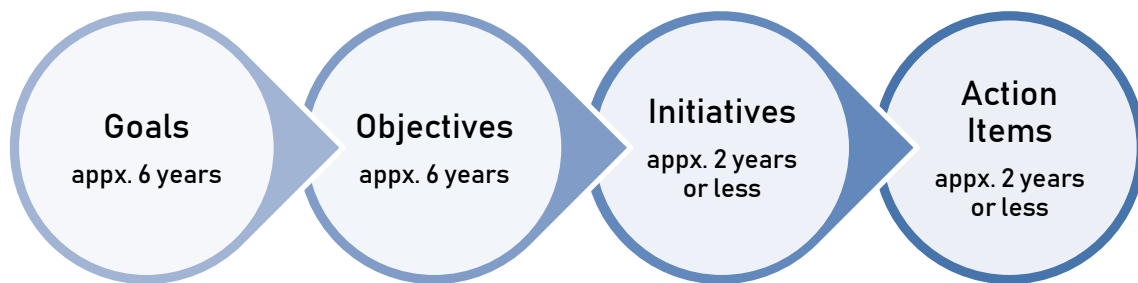 Goals
appx. 6 years
Objectives
appx. 6 years
Initiatives
appx. 2 years
or less
Action
Items
appx. 2 years
or less